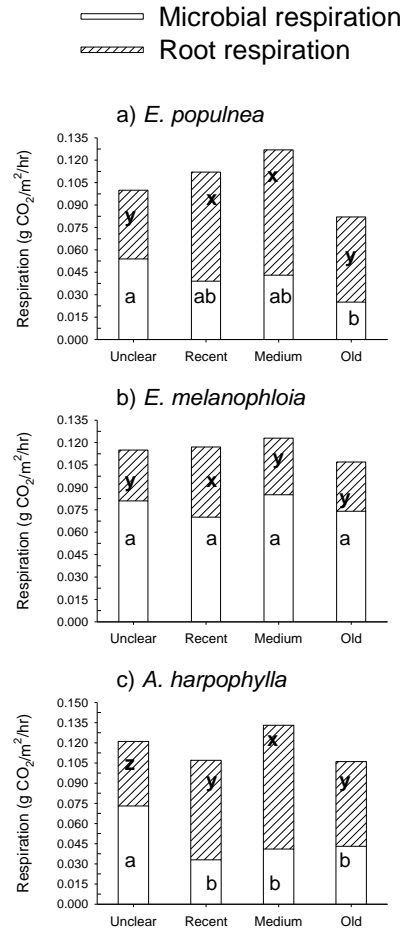 Microbial respiration
Root respiration
a) E. populnea
Respiration (g CO2/m2/hr)
0.135
0.120
0.105
0.090
0.075
0.060
0.045
0.030
0.015
0.000
y
x
x
y
a
ab
ab
b
Unclear Recent Medium Old
b) E. melanophloia
Respiration (g CO2/m2/hr)
0.135
0.120
0.105
0.090
0.075
0.060
0.045
0.030
0.015
0.000
y
x
y
y
a
a
a
a
Unclear Recent Medium Old
c) A. harpophylla
Respiration (g CO2/m2/hr)
0.150
0.135
0.120
0.105
0.090
0.075
0.060
0.045
0.030
0.015
0.000
z
y
x
y
a
b
b
b
Unclear Recent Medium Old